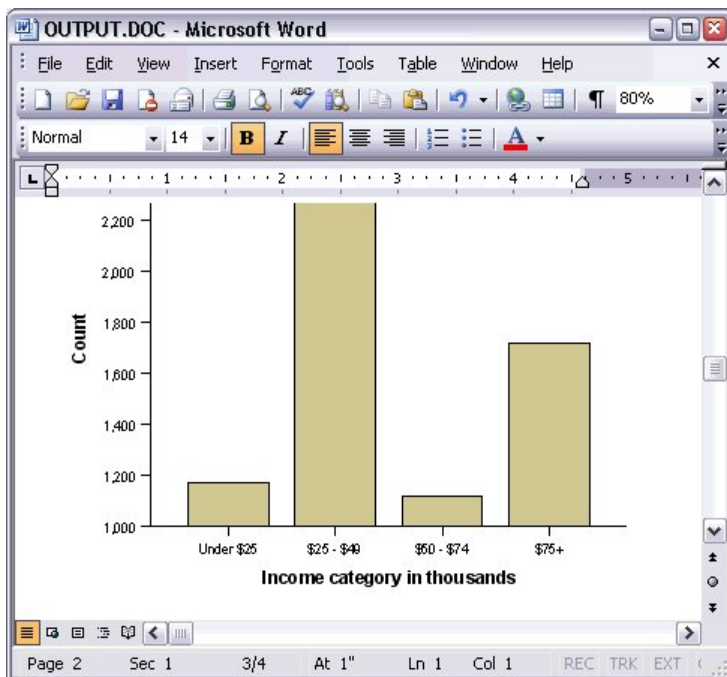 OUTPUT.DOC - Microsoft Word
File Edit View Insert Format Tools Table Window Help
ABC ¶ 80%
Normal 14 B I A
L 1 2 3 4 5
2,200
2,000
1,800
1,600
1,400
1,200
1,000
Count
Under $25 $25 - $49 $50 - $74 $75+
Income category in thousands
Page 2 Sec 1 3/4 At 1" Ln 1 Col 1 REC TRK EXT